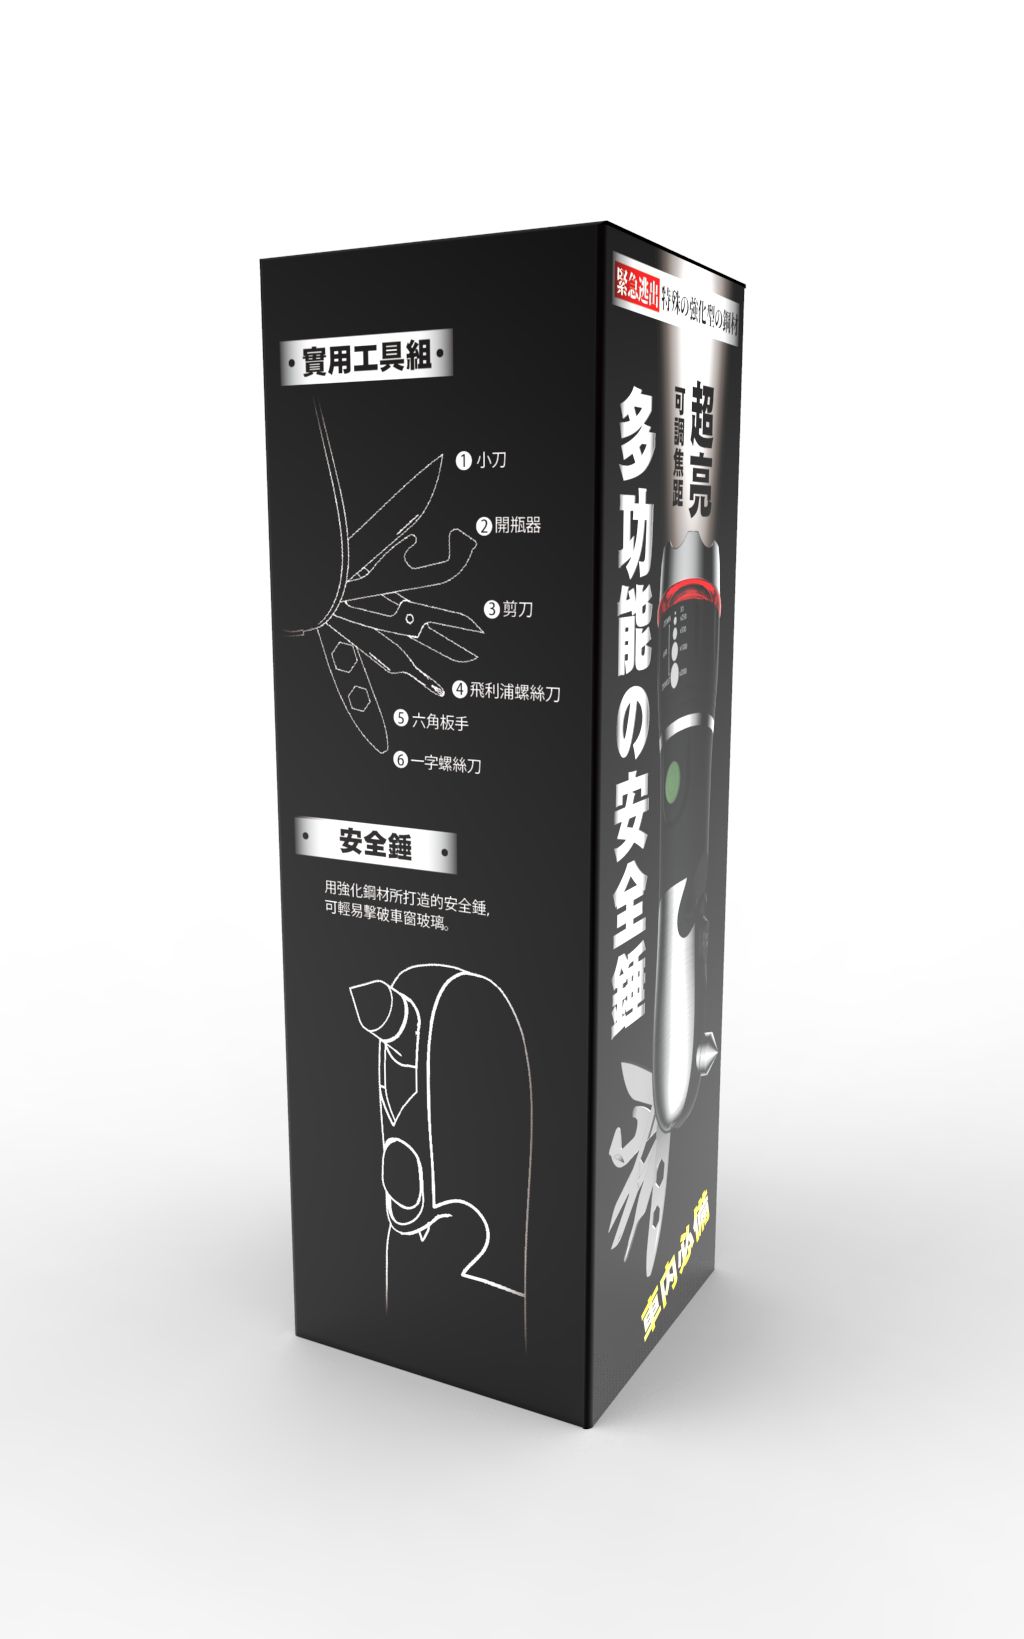 實用工具組
1 小刀
2 開瓶器
3 剪刀
4 飛利浦螺絲刀
5 六角板手
6 一字螺絲刀
安全錘
用強化鋼材所打造的安全錘,
可輕易擊破車窗玻璃。
緊急逃出 特殊の強化型の鋼材
超亮
可調焦距
多功能の安全錘
車內必備